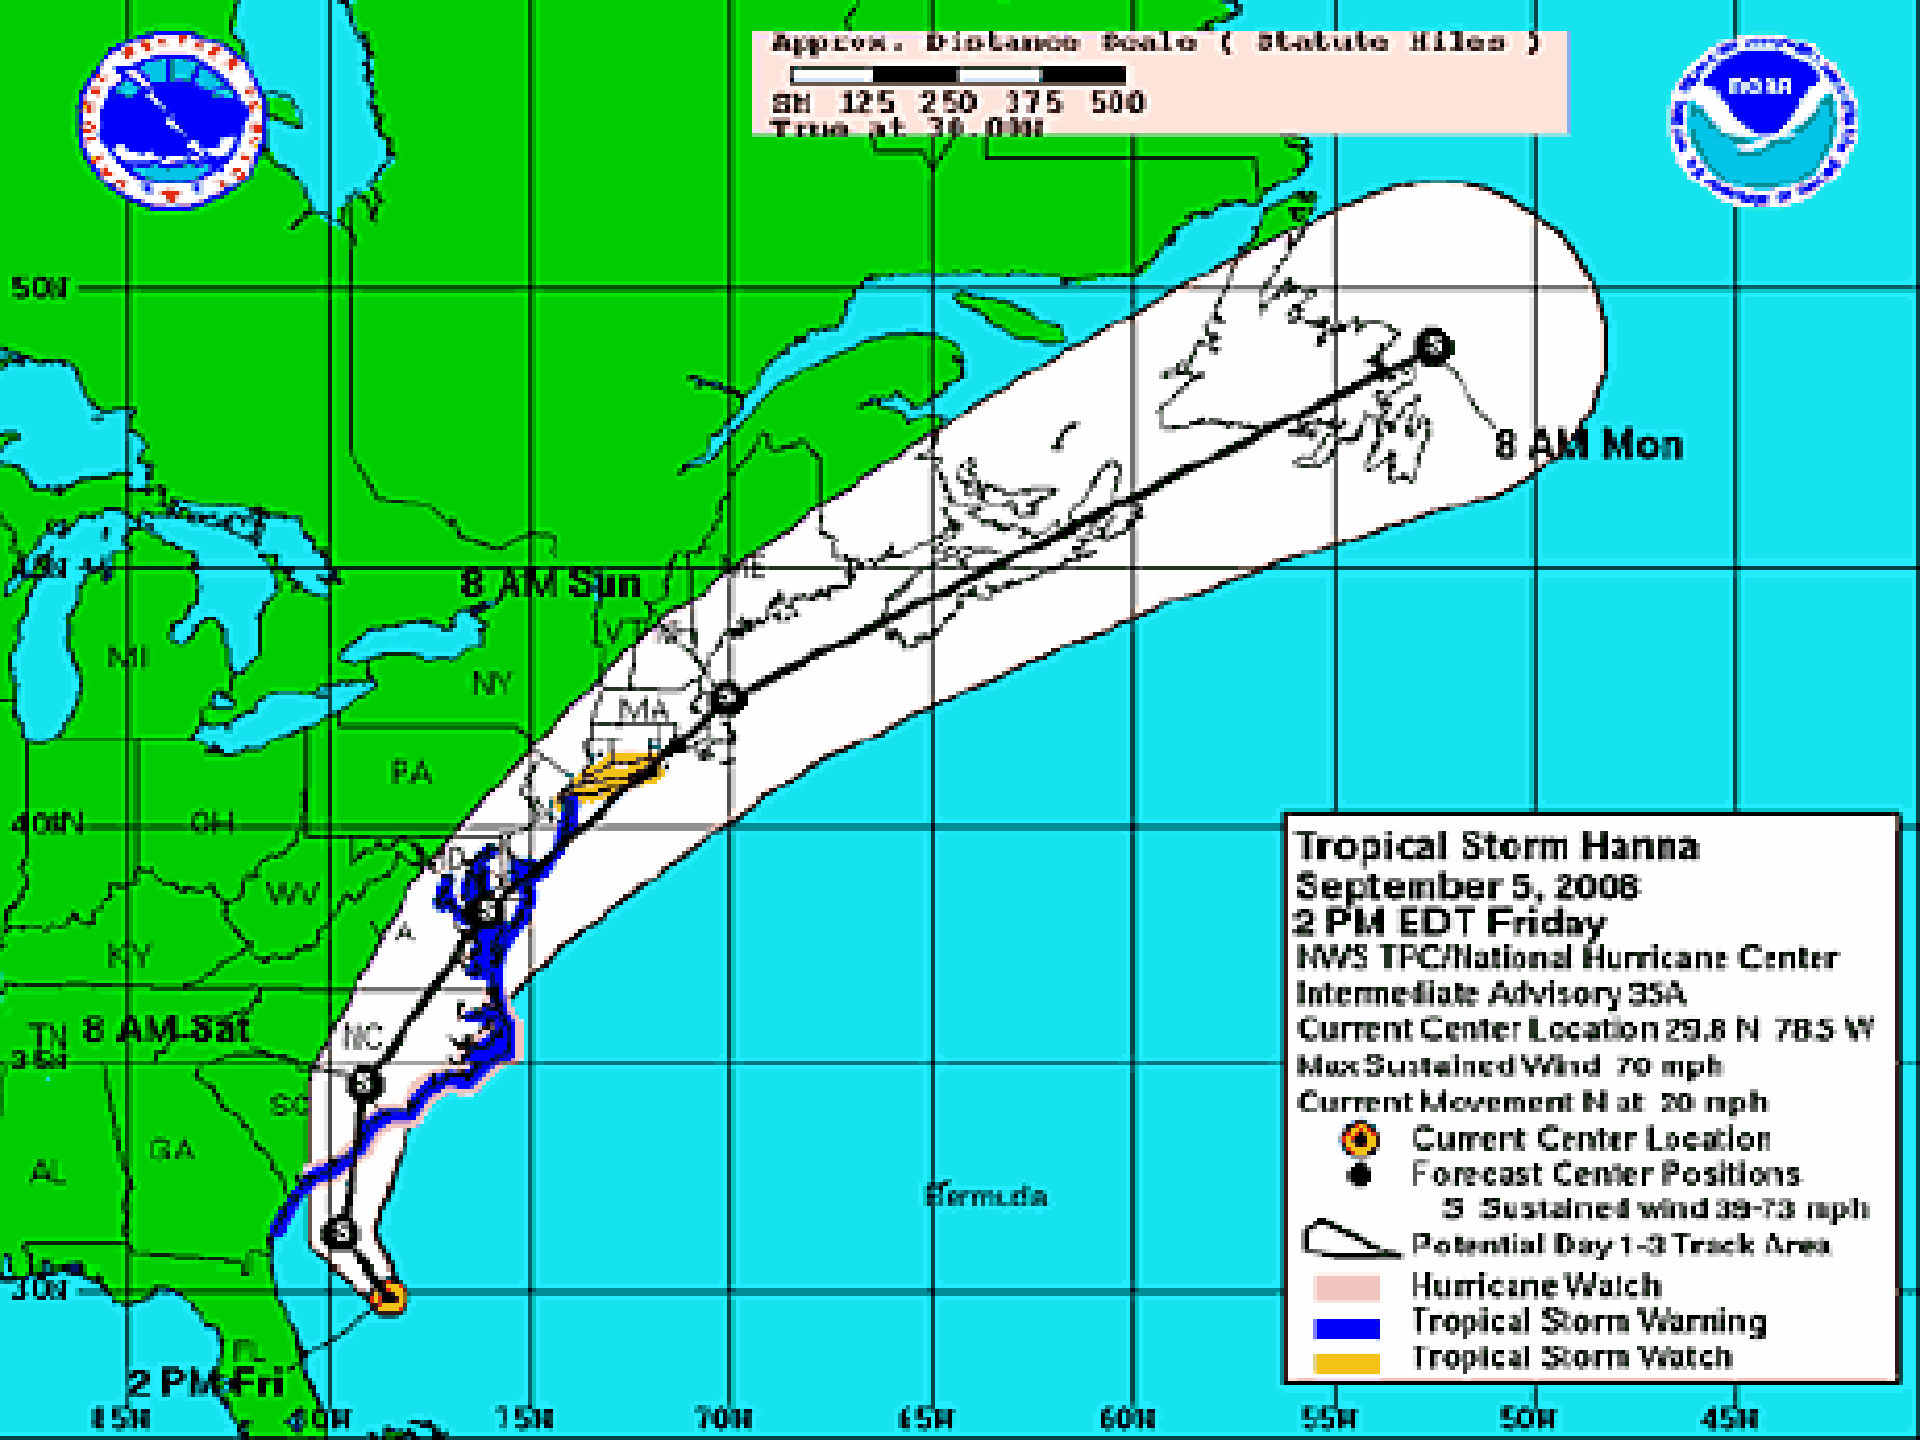 Approx. Distance Scale ( Statute Miles )
SM 125 250 375 500
True at 30.00N
noaa
50N
8 AM Mon
45N
MI
ME
8 AM Sun
VT
NH
MI
NY
MA
CT
PA
40N
OH
MD
WV
VA
KY
TN
8 AM Sat
NC
35N
SC
GA
AL
Bermuda
30N
FL
2 PM Fri
85W 80W 75W 70W 65W 60W 55W 50W 45W
Tropical Storm Hanna
September 5, 2008
2 PM EDT Friday
NWS TPC/National Hurricane Center
Intermediate Advisory 35A
Current Center Location 29.8 N 78.5 W
Max Sustained Wind 70 mph
Current Movement N at 20 mph
Current Center Location
Forecast Center Positions
S Sustained wind 39-73 mph
Potential Day 1-3 Track Area
Hurricane Watch
Tropical Storm Warning
Tropical Storm Watch